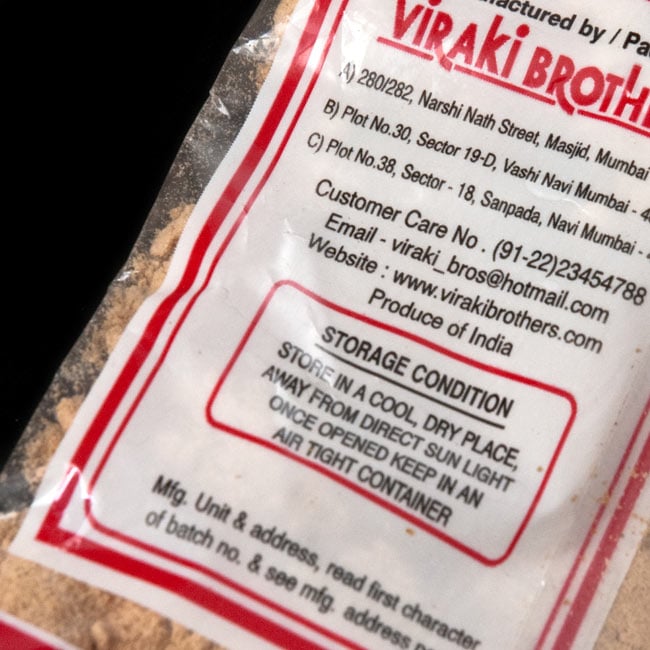 Manufactured by / Pa
VIRAKI BROTHE
A) 280/282, Narshi Nath Street, Masjid, Mumbai
B) Plot No.30, Sector 19-D, Vashi Navi Mumbai - 4
C) Plot No.38, Sector - 18, Sanpada, Navi Mumbai -
Customer Care No . (91-22)23454788
Email - viraki_bros@hotmail.com
Website : www.virakibrothers.com
Produce of India
STORAGE CONDITION
STORE IN A COOL, DRY PLACE,
AWAY FROM DIRECT SUN LIGHT
ONCE OPENED KEEP IN AN
AIR TIGHT CONTAINER
Mfg. Unit & address, read first character
of batch no. & see mfg. address